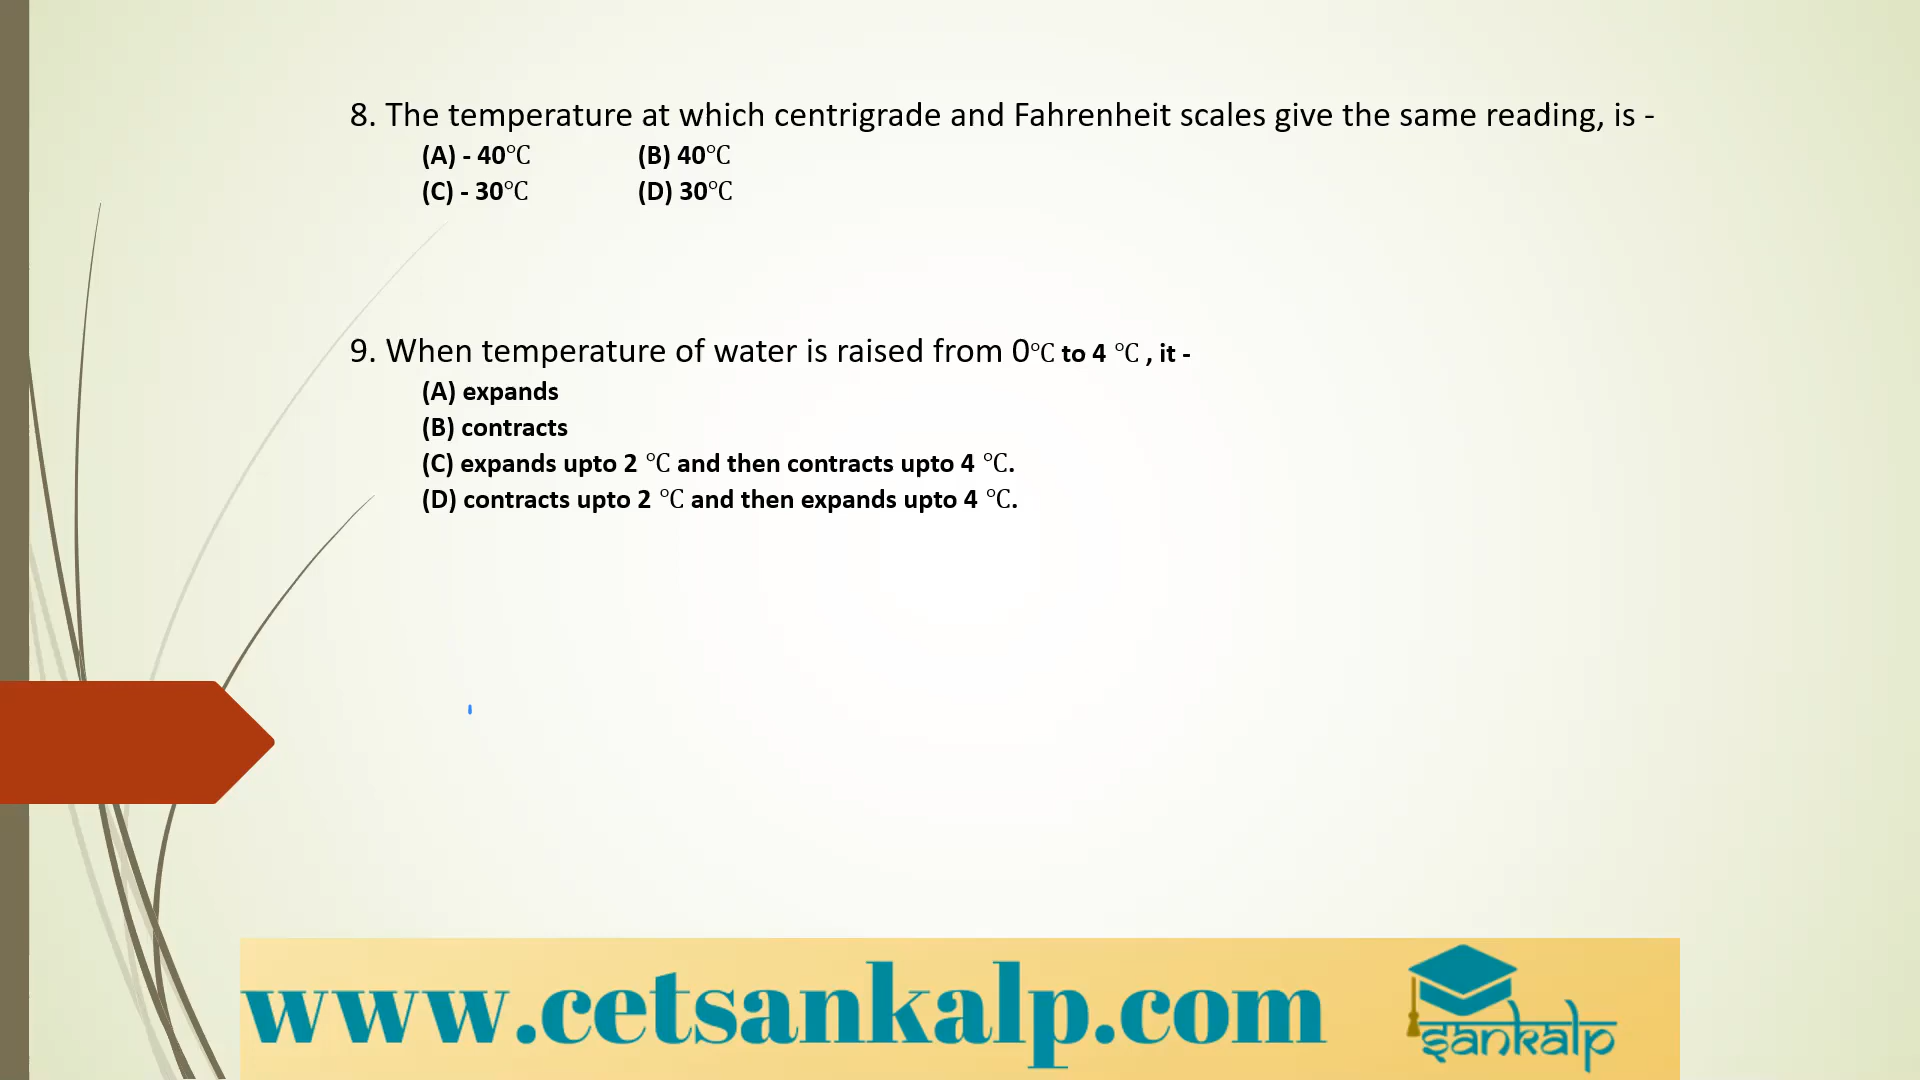 8. The temperature at which centrigrade and Fahrenheit scales give the same reading, is -
(A) - 40℃ (B) 40℃
(C) - 30℃ (D) 30℃
9. When temperature of water is raised from 0℃ to 4 ℃ , it -
(A) expands
(B) contracts
(C) expands upto 2 ℃ and then contracts upto 4 ℃.
(D) contracts upto 2 ℃ and then expands upto 4 ℃.
www.cetsankalp.com
sankalp